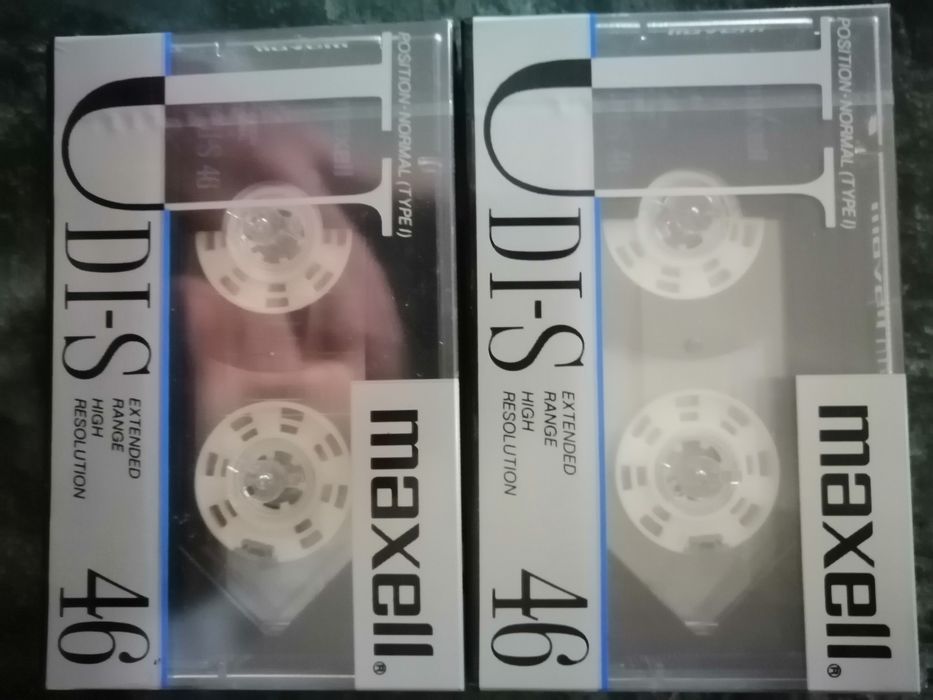 POSITION·NORMAL (TYPE I)
maxell®
UDI-S 46
EXTENDED
RANGE
HIGH
RESOLUTION
POSITION·NORMAL (TYPE I)
maxell®
UDI-S 46
EXTENDED
RANGE
HIGH
RESOLUTION